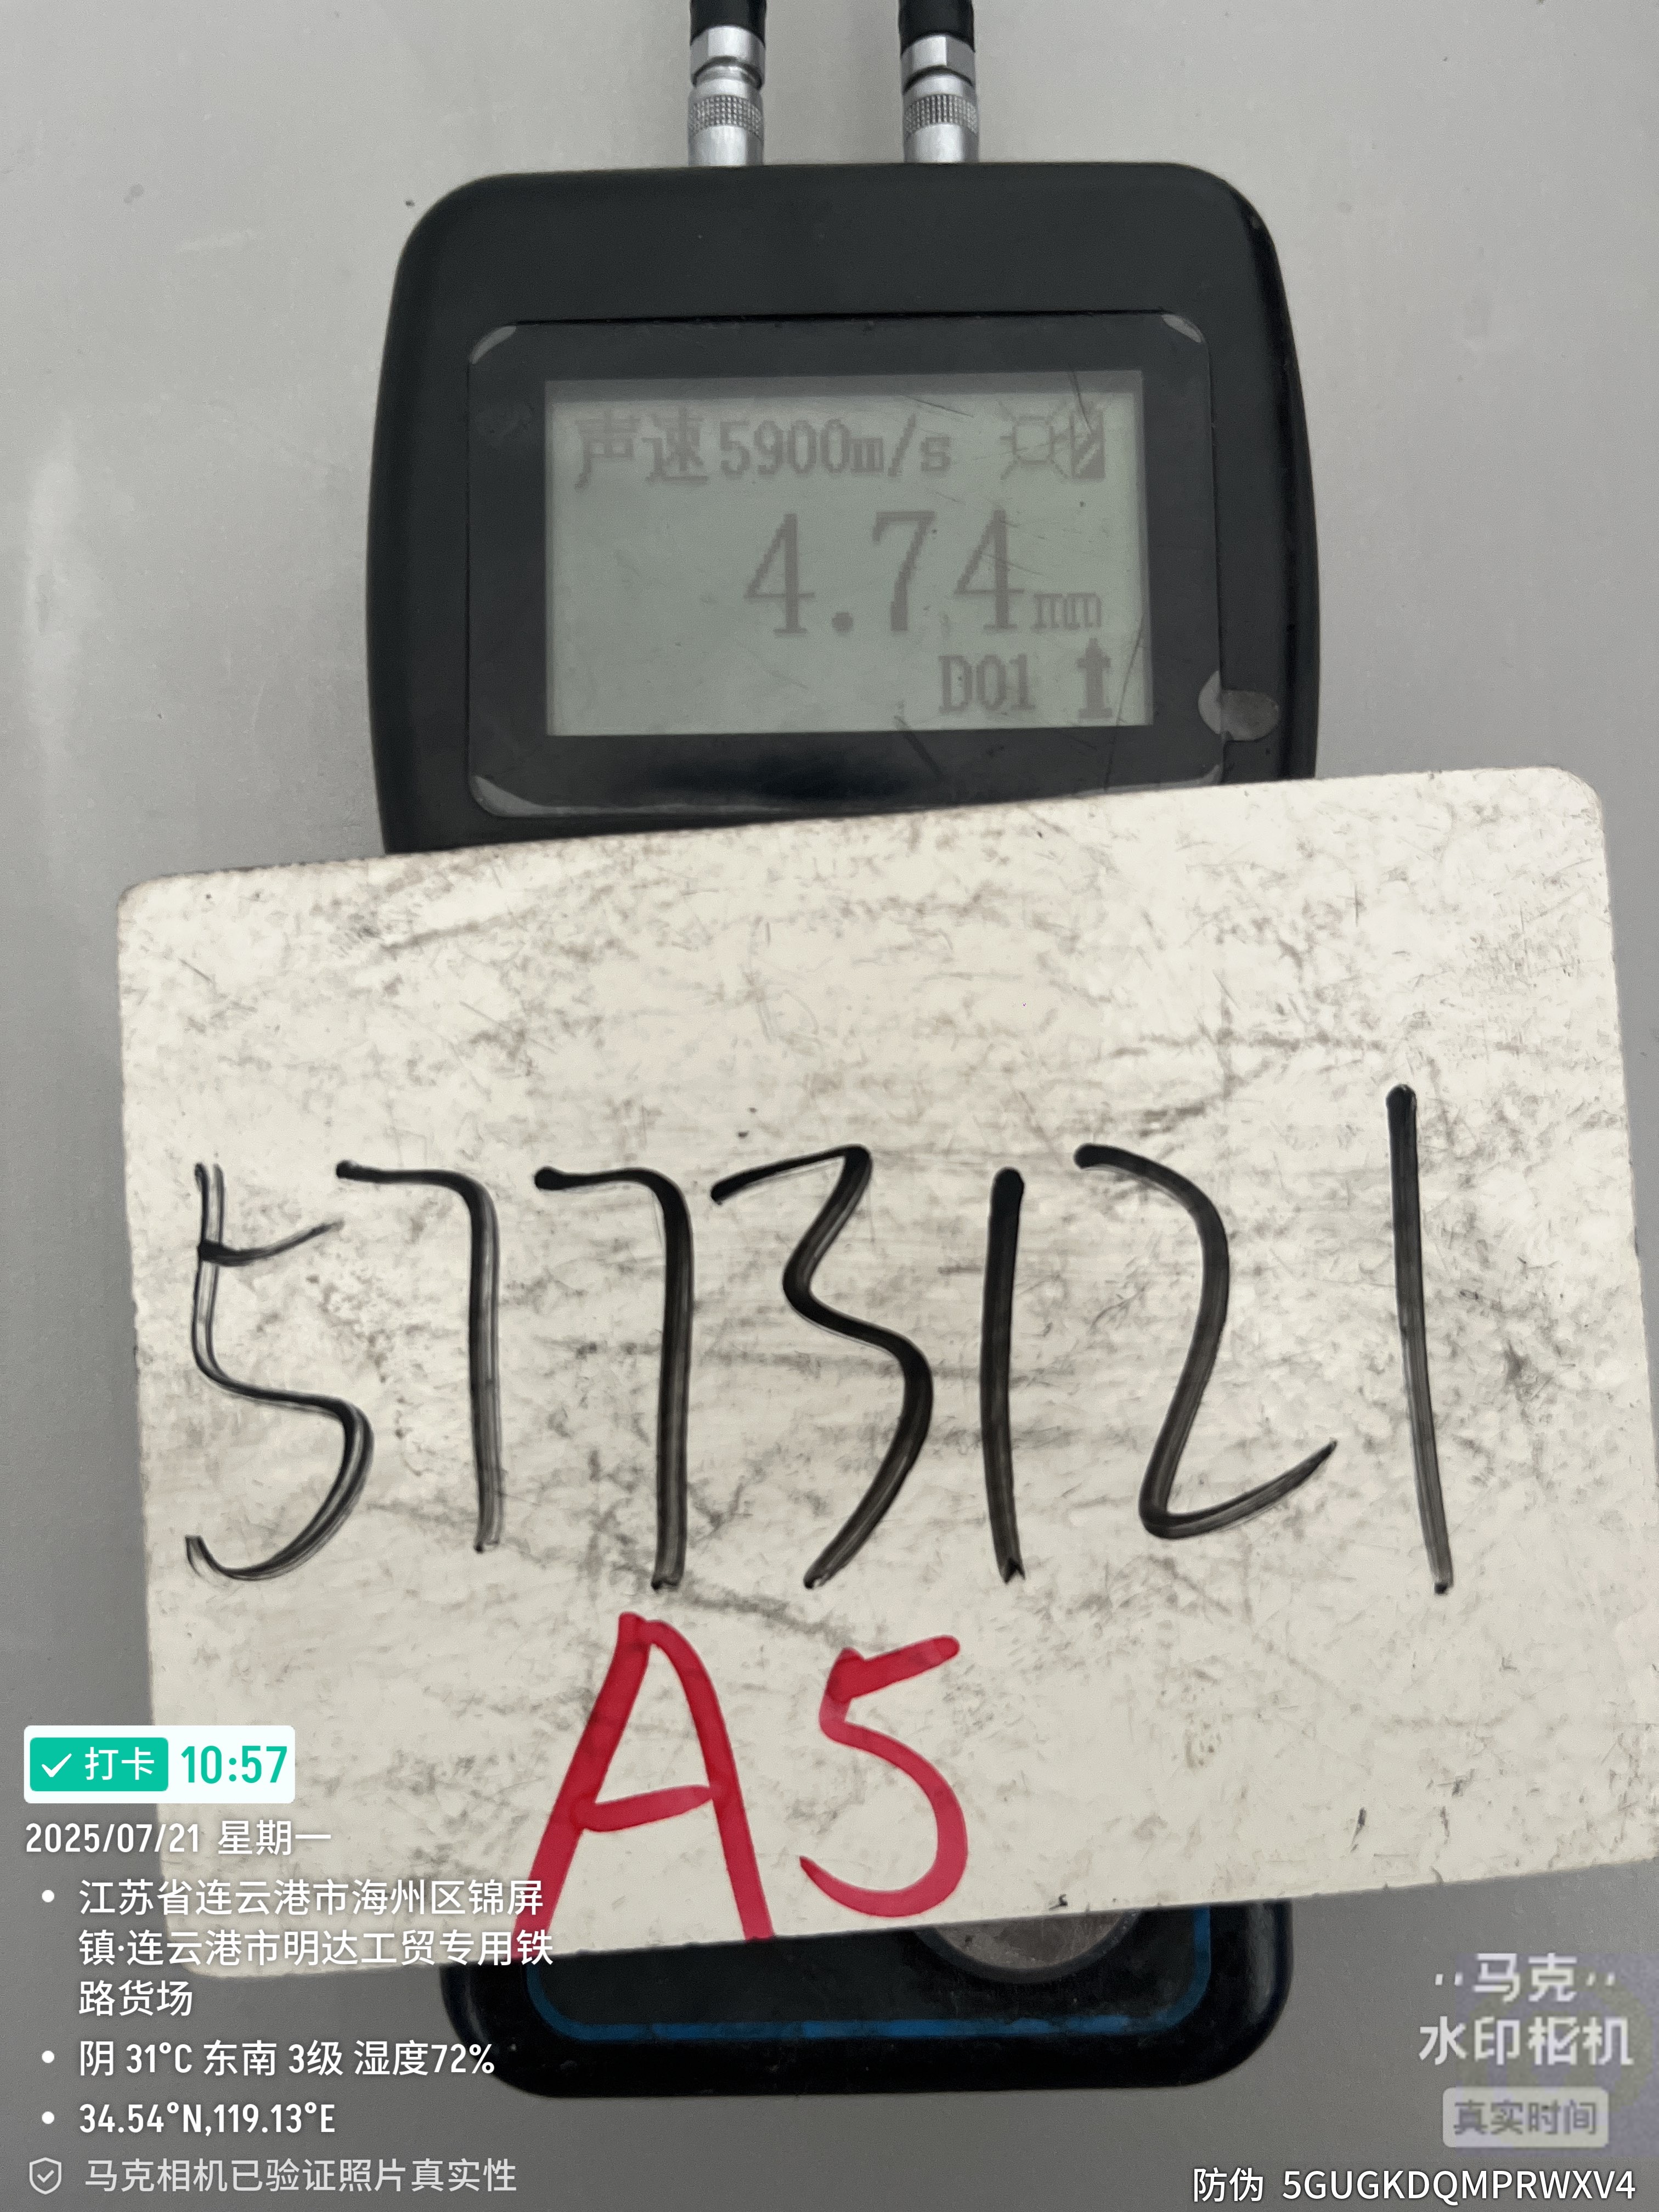 声速5900m/s
4.74mm
D01
5773121
A5
打卡 10:57
2025/07/21 星期一
江苏省连云港市海州区锦屏
镇·连云港市明达工贸专用铁
路货场
阴 31°C 东南 3级 湿度72%
34.54°N,119.13°E
马克相机已验证照片真实性
马克
水印相机
真实时间
防伪 5GUGKDQMPRWXV4